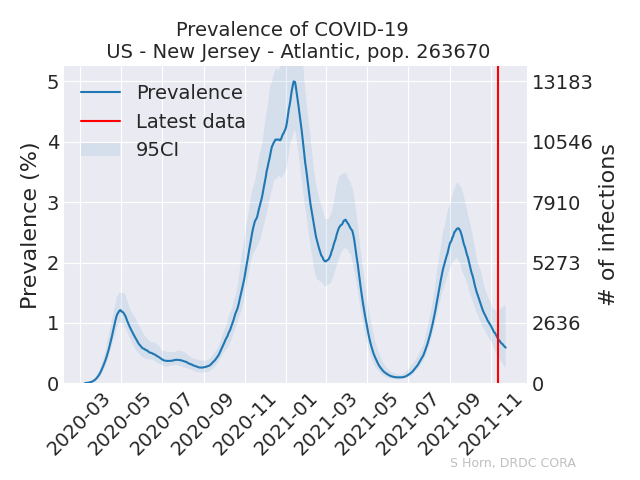 Prevalence of COVID-19
US - New Jersey - Atlantic, pop. 263670
Prevalence (%)
# of infections
Prevalence
Latest data
95CI
5
4
3
2
1
0
13183
10546
7910
5273
2636
0
2020-03
2020-05
2020-07
2020-09
2020-11
2021-01
2021-03
2021-05
2021-07
2021-09
2021-11
S Horn, DRDC CORA